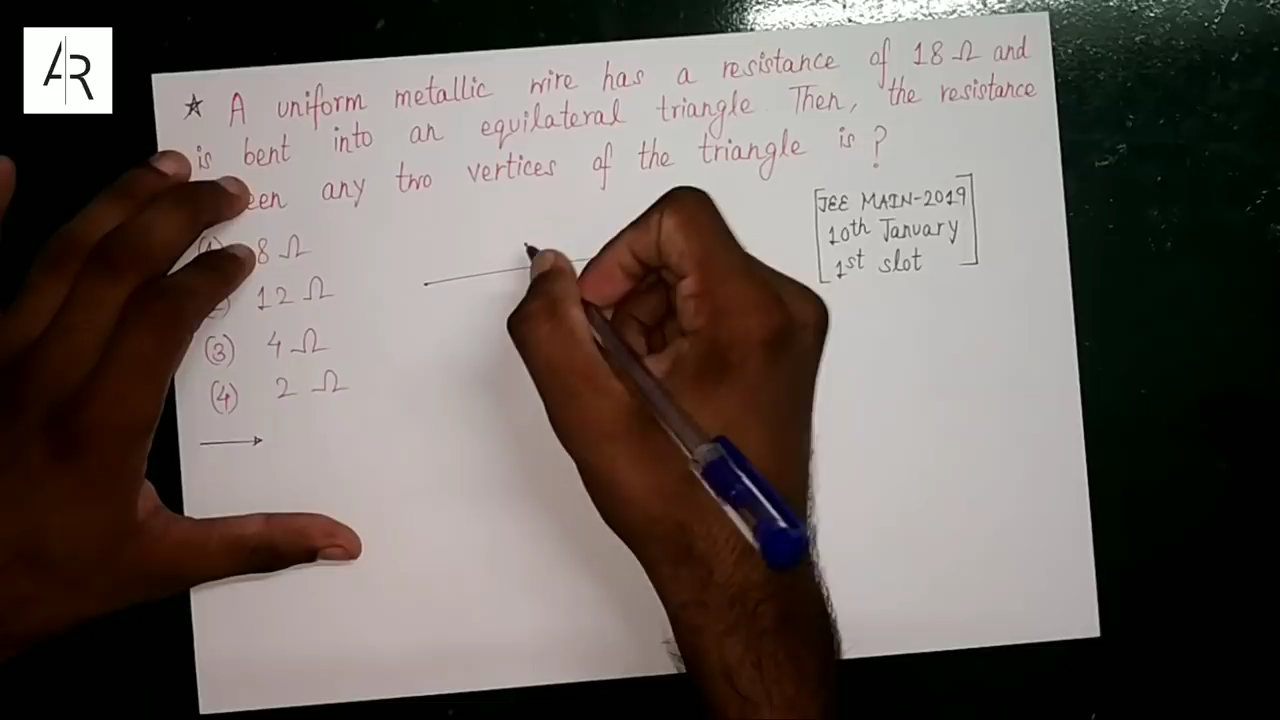 AR
☆ A uniform metallic wire has a resistance of 18 Ω and
is bent into an equilateral triangle. Then, the resistance
een any two vertices of the triangle is ?
[JEE MAIN-2019
10th January
1st slot]
8 Ω
12 Ω
(3) 4 Ω
(4) 2 Ω